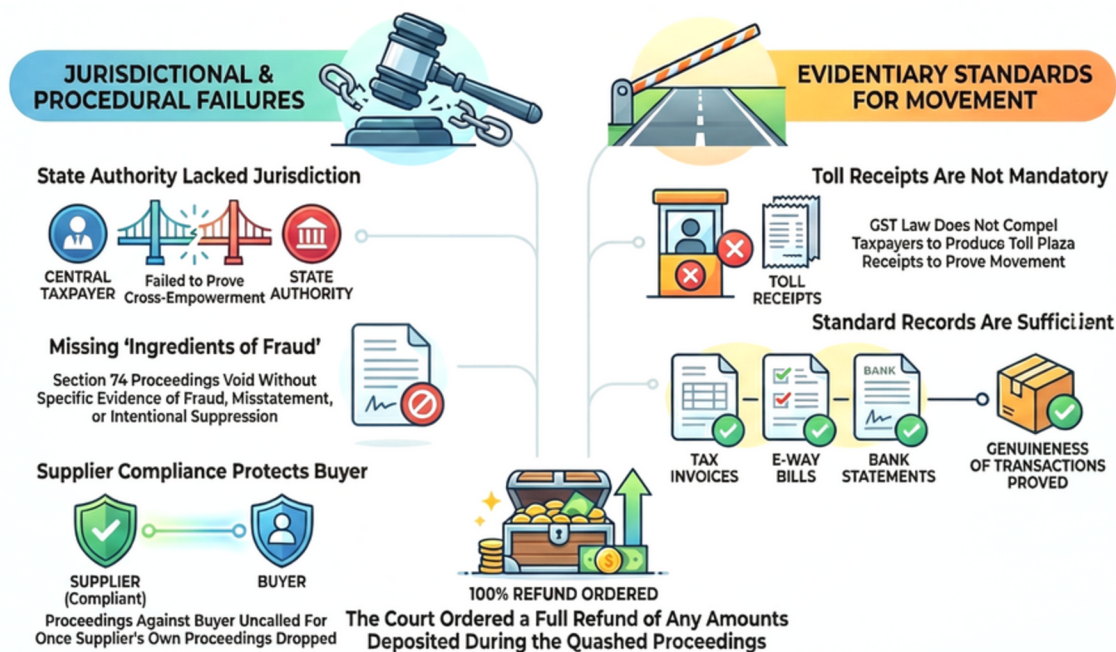 JURISDICTIONAL &
PROCEDURAL FAILURES
State Authority Lacked Jurisdiction
CENTRAL
TAXPAYER
Failed to Prove
Cross-Empowerment
STATE
AUTHORITY
Missing ‘Ingredients of Fraud’
Section 74 Proceedings Void Without
Specific Evidence of Fraud, Misstatement,
or Intentional Suppression
Supplier Compliance Protects Buyer
SUPPLIER
(Compliant)
BUYER
Proceedings Against Buyer Uncalled For
Once Supplier's Own Proceedings Dropped
EVIDENTIARY STANDARDS
FOR MOVEMENT
Toll Receipts Are Not Mandatory
TOLL
RECEIPTS
GST Law Does Not Compel
Taxpayers to Produce Toll Plaza
Receipts to Prove Movement
Standard Records Are Sufficient
BANK
TAX
INVOICES
E-WAY
BILLS
BANK
STATEMENTS
GENUINENESS
OF TRANSACTIONS
PROVED
$
100% REFUND ORDERED
The Court Ordered a Full Refund of Any Amounts
Deposited During the Quashed Proceedings